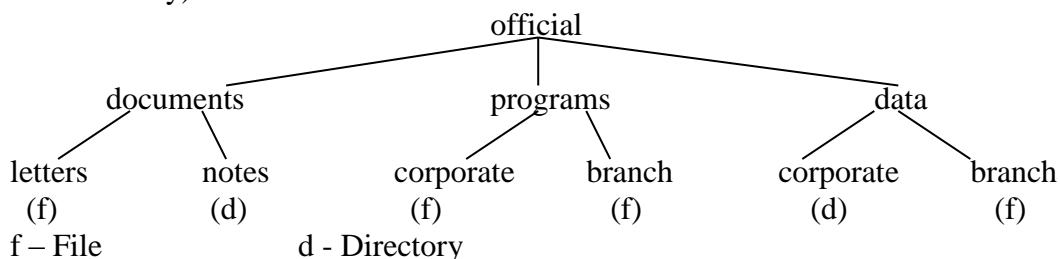 official
documents programs data
letters notes corporate branch corporate branch
(f) (d) (f) (f) (d) (f)
f – File d - Directory